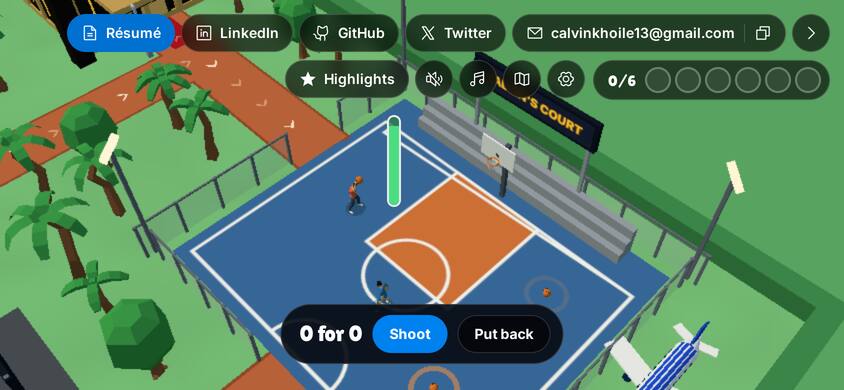 Résumé
LinkedIn
GitHub
Twitter
calvinkhoile13@gmail.com
Highlights
0/6
'S COURT
0 for 0
Shoot
Put back